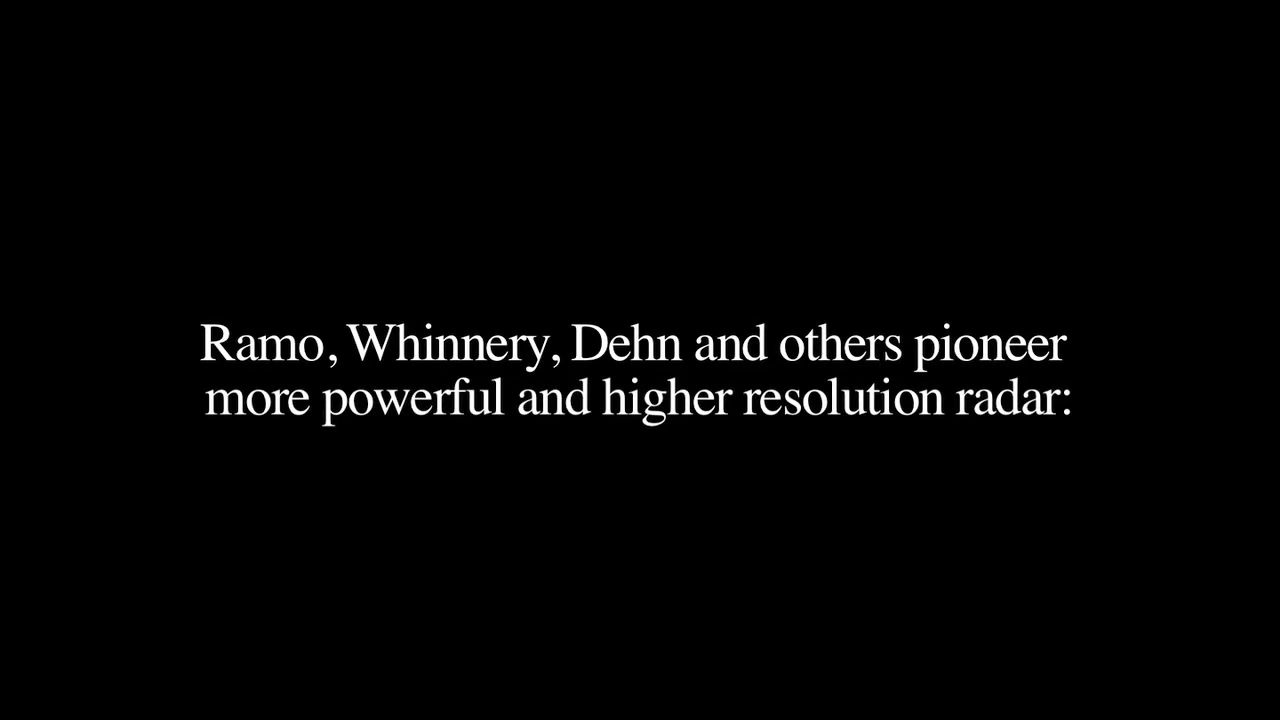 Ramo, Whinnery, Dehn and others pioneer
more powerful and higher resolution radar: